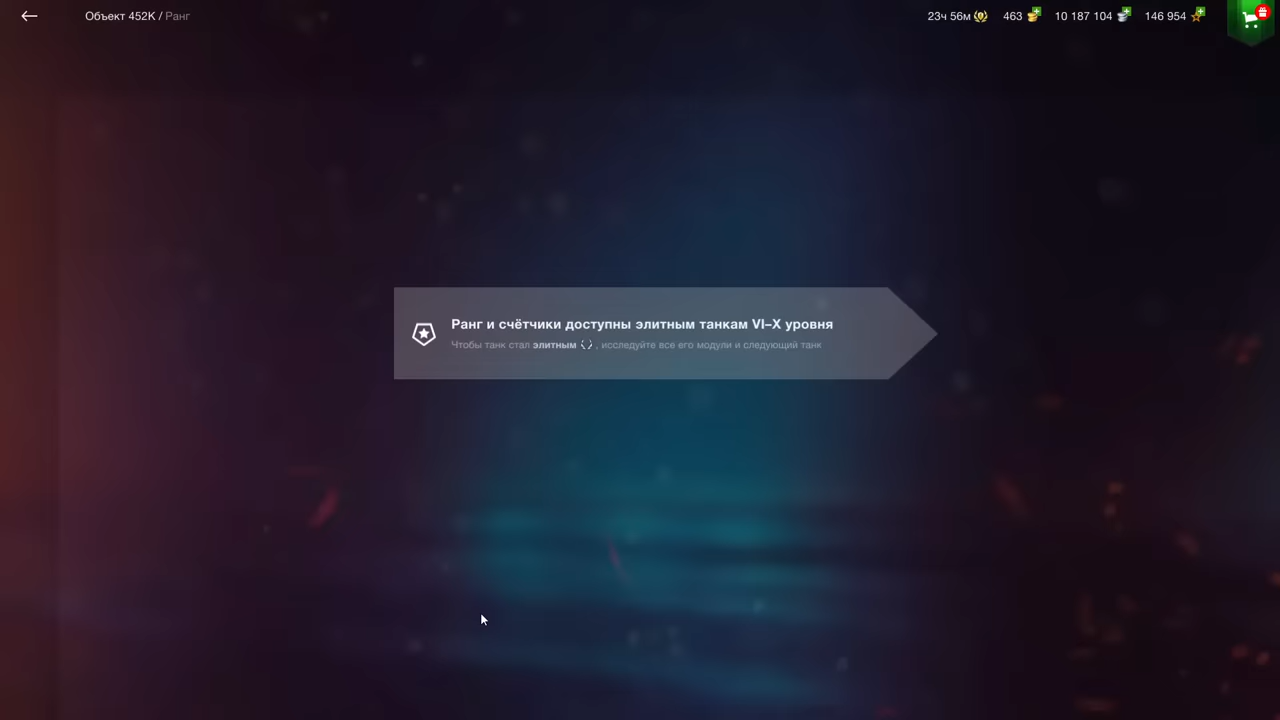 Объект 452К / Ранг
23ч 56м 463 10 187 104 146 954
Ранг и счётчики доступны элитным танкам VI–X уровня
Чтобы танк стал элитным , исследуйте все его модули и следующий танк